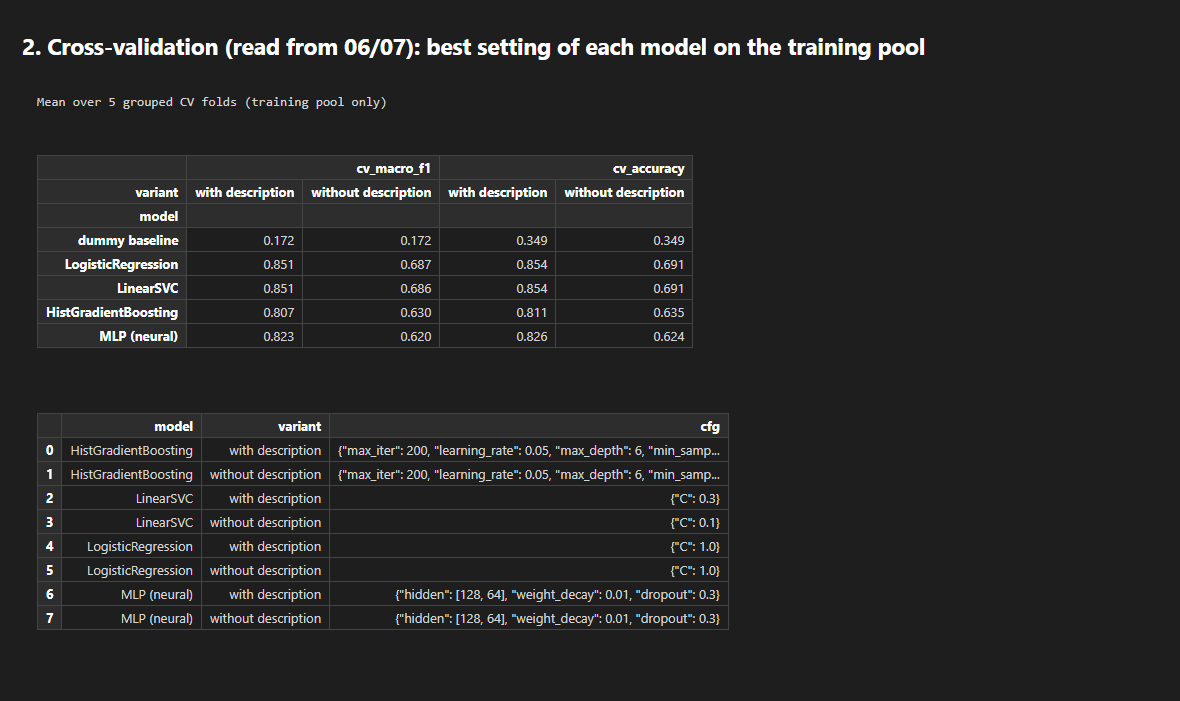 2. Cross-validation (read from 06/07): best setting of each model on the training pool
Mean over 5 grouped CV folds (training pool only)
cv_macro_f1 cv_accuracy
variant with description without description with description without description
model
dummy baseline 0.172 0.172 0.349 0.349
LogisticRegression 0.851 0.687 0.854 0.691
LinearSVC 0.851 0.686 0.854 0.691
HistGradientBoosting 0.807 0.630 0.811 0.635
MLP (neural) 0.823 0.620 0.826 0.624
model variant cfg
0 HistGradientBoosting with description {"max_iter": 200, "learning_rate": 0.05, "max_depth": 6, "min_samp...
1 HistGradientBoosting without description {"max_iter": 200, "learning_rate": 0.05, "max_depth": 6, "min_samp...
2 LinearSVC with description {"C": 0.3}
3 LinearSVC without description {"C": 0.1}
4 LogisticRegression with description {"C": 1.0}
5 LogisticRegression without description {"C": 1.0}
6 MLP (neural) with description {"hidden": [128, 64], "weight_decay": 0.01, "dropout": 0.3}
7 MLP (neural) without description {"hidden": [128, 64], "weight_decay": 0.01, "dropout": 0.3}